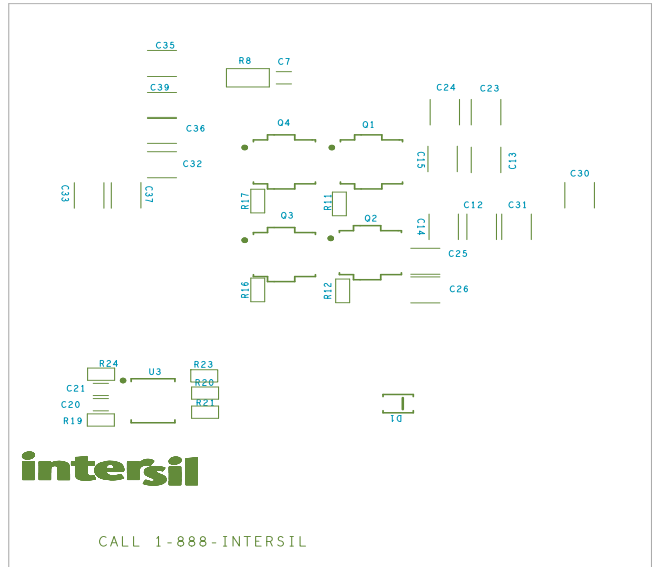 C35
R8
C7
C39
C24
C23
C36
Q4
Q1
C32
C15
C13
C33
C37
R17
R11
C30
Q3
Q2
C14
C12
C31
C25
R16
R12
C26
R24
U3
R23
C21
R20
C20
R21
R19
D1
intersil
CALL 1-888-INTERSIL